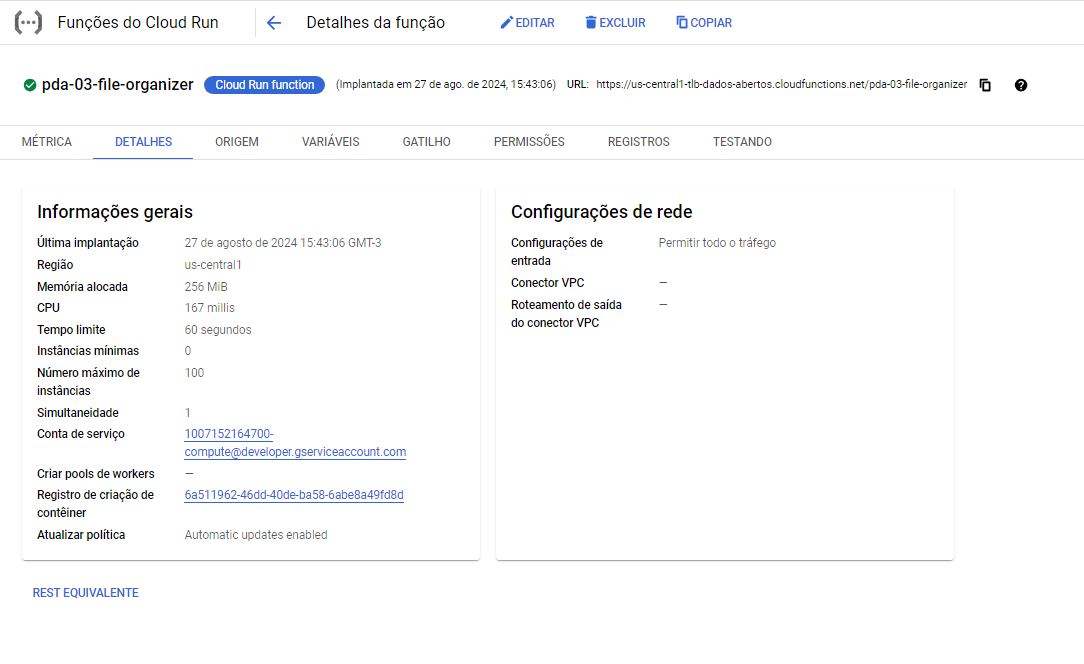 Funções do Cloud Run
Detalhes da função
EDITAR
EXCLUIR
COPIAR
pda-03-file-organizer
Cloud Run function
(Implantada em 27 de ago. de 2024, 15:43:06)
URL: https://us-central1-tlb-dados-abertos.cloudfunctions.net/pda-03-file-organizer
MÉTRICA
DETALHES
ORIGEM
VARIÁVEIS
GATILHO
PERMISSÕES
REGISTROS
TESTANDO
Informações gerais
Última implantação 27 de agosto de 2024 15:43:06 GMT-3
Região us-central1
Memória alocada 256 MiB
CPU 167 millis
Tempo limite 60 segundos
Instâncias mínimas 0
Número máximo de 100
instâncias
Simultaneidade 1
Conta de serviço 1007152164700-
compute@developer.gserviceaccount.com
Criar pools de workers —
Registro de criação de 6a511962-46dd-40de-ba58-6abe8a49fd8d
contêiner
Atualizar política Automatic updates enabled
Configurações de rede
Configurações de Permitir todo o tráfego
entrada
Conector VPC —
Roteamento de saída —
do conector VPC
REST EQUIVALENTE